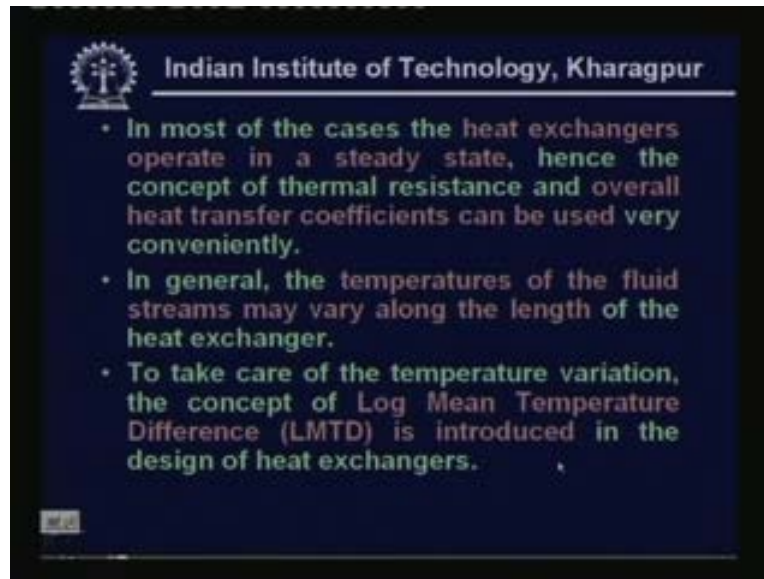 Indian Institute of Technology, Kharagpur
• In most of the cases the heat exchangers
operate in a steady state, hence the
concept of thermal resistance and overall
heat transfer coefficients can be used very
conveniently.
• In general, the temperatures of the fluid
streams may vary along the length of the
heat exchanger.
• To take care of the temperature variation,
the concept of Log Mean Temperature
Difference (LMTD) is introduced in the
design of heat exchangers.